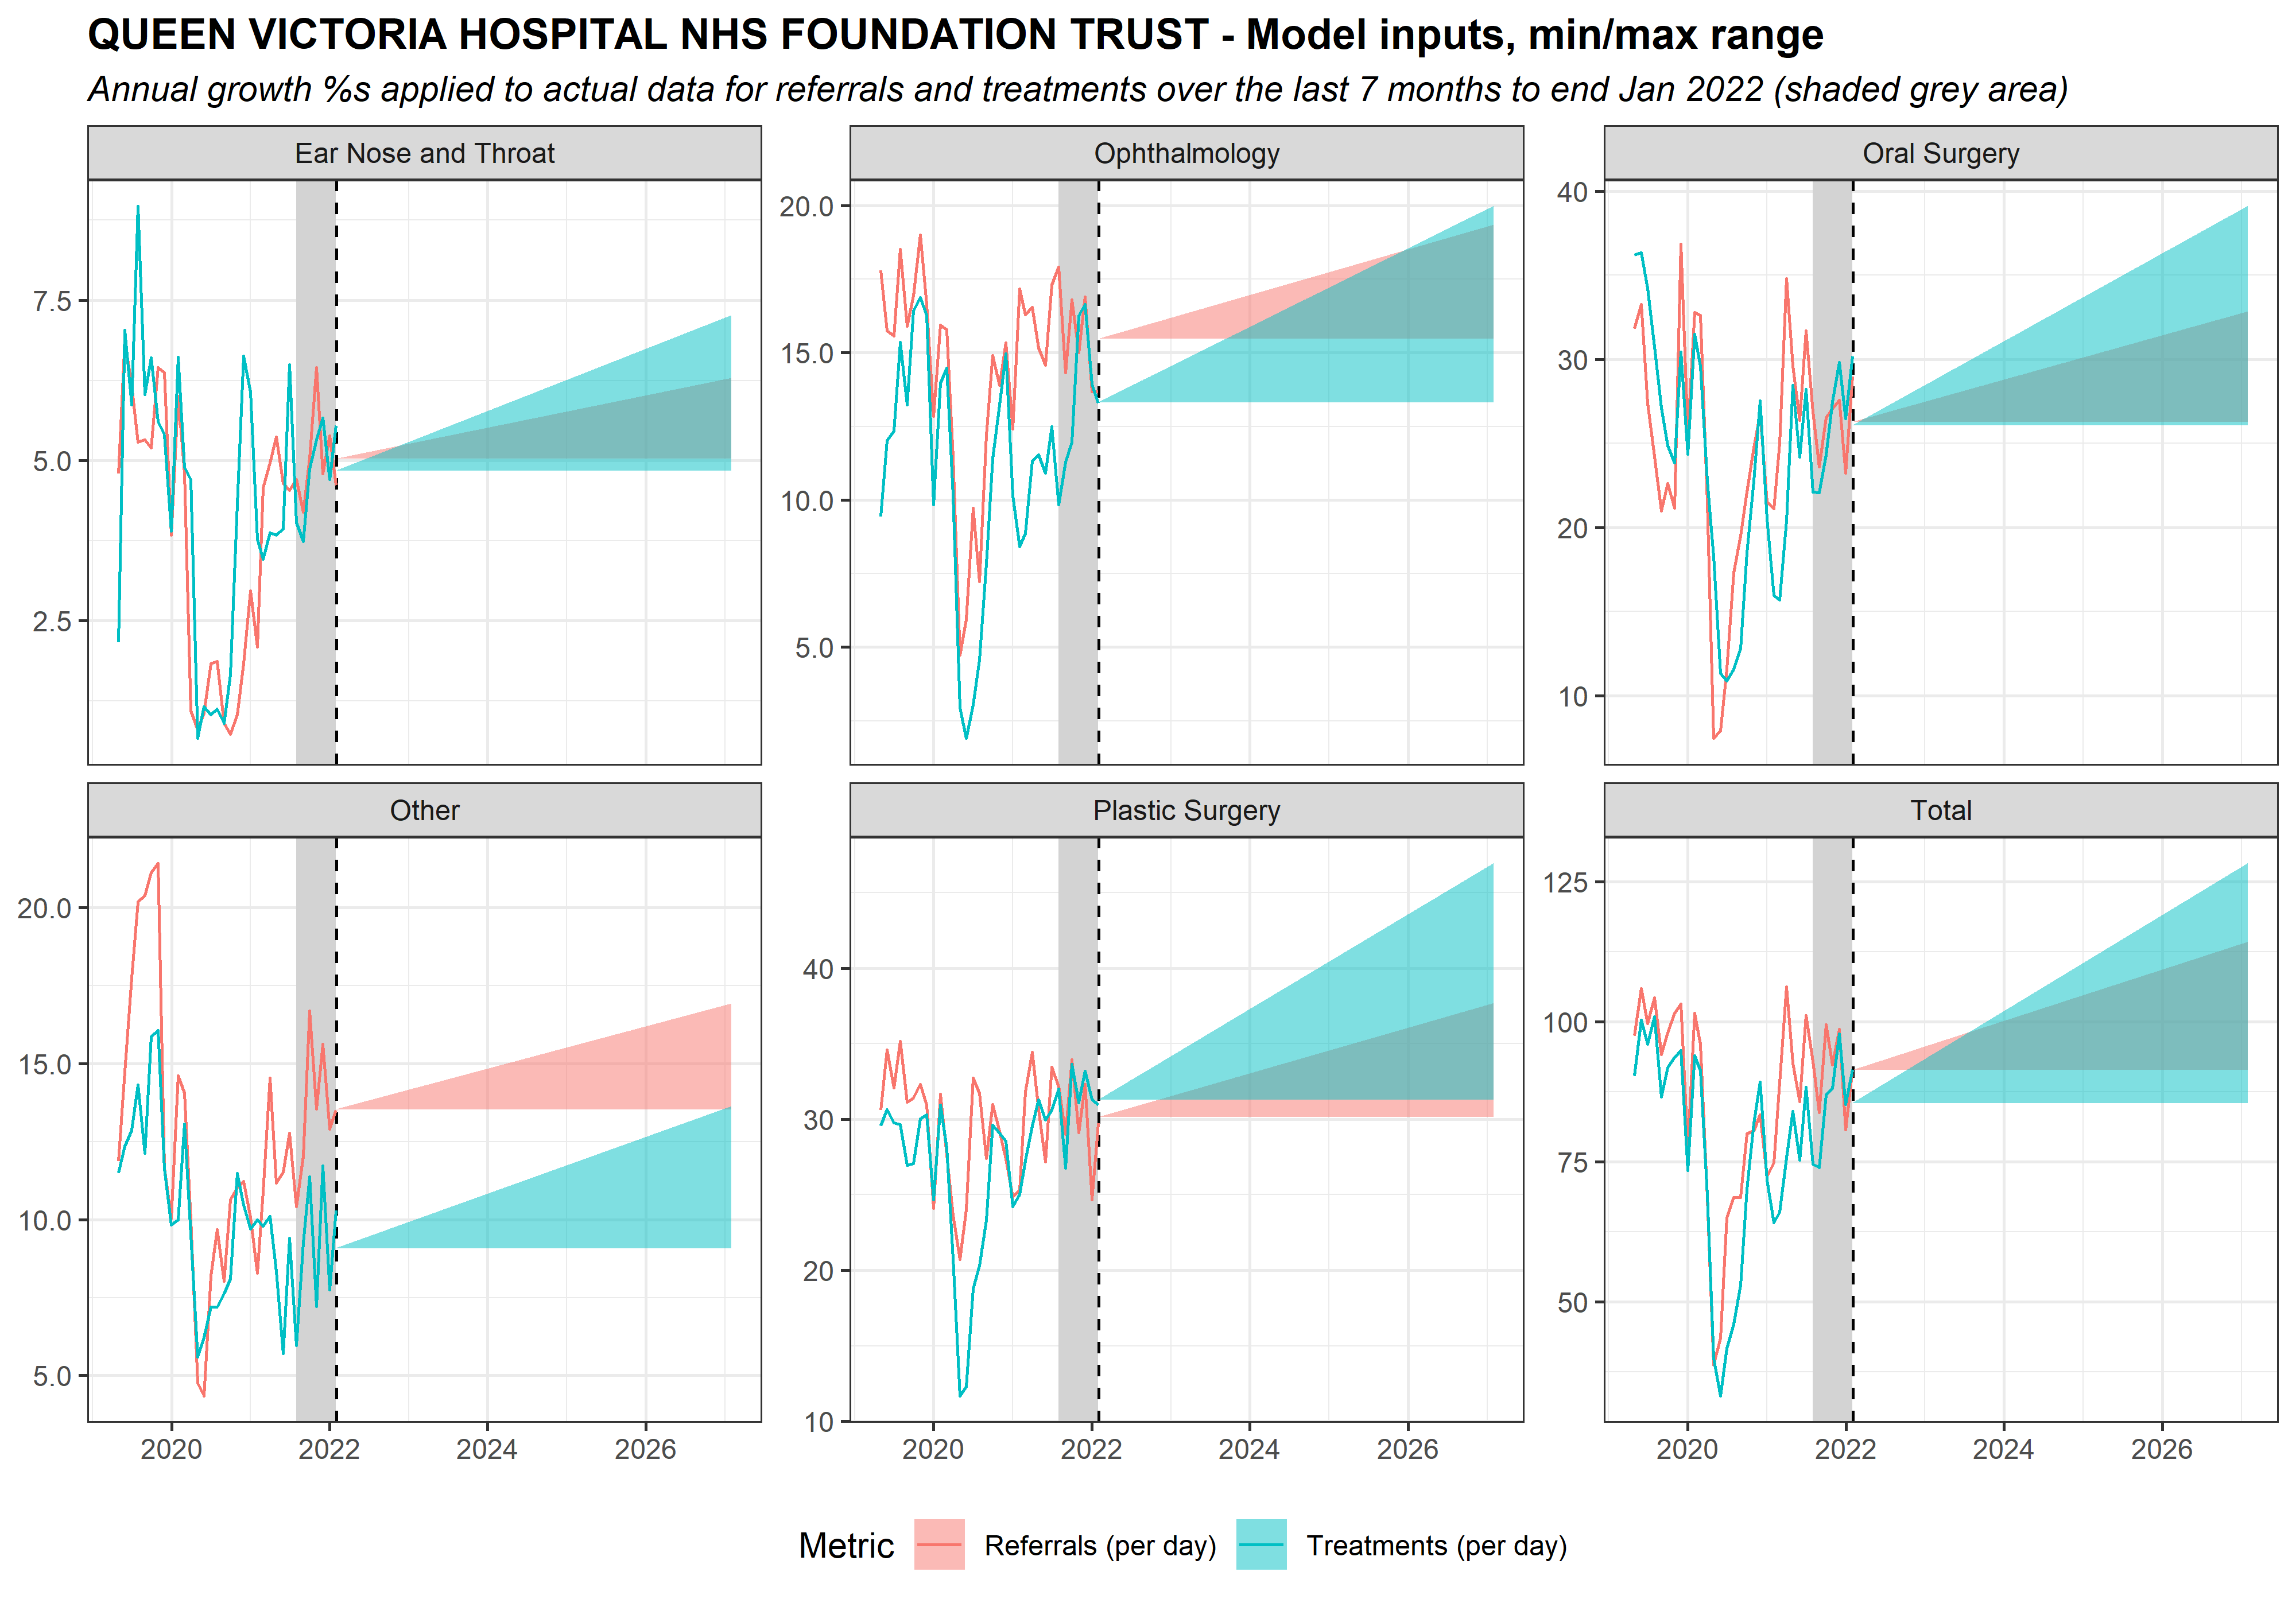 QUEEN VICTORIA HOSPITAL NHS FOUNDATION TRUST - Model inputs, min/max range
Annual growth %s applied to actual data for referrals and treatments over the last 7 months to end Jan 2022 (shaded grey area)
Ear Nose and Throat
7.5
5.0
2.5
Ophthalmology
20.0
15.0
10.0
5.0
Oral Surgery
40
30
20
10
Other
20.0
15.0
10.0
5.0
2020 2022 2024 2026
Plastic Surgery
40
30
20
10
2020 2022 2024 2026
Total
125
100
75
50
2020 2022 2024 2026
Metric Referrals (per day) Treatments (per day)